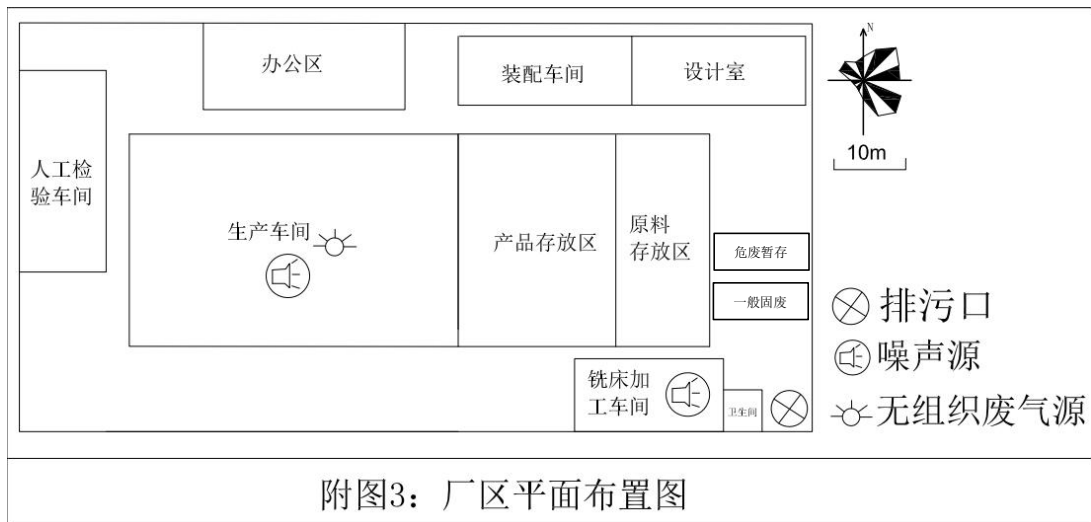 办公区
装配车间
设计室
N
10m
人工检
验车间
生产车间
产品存放区
原料
存放区
危废暂存
一般固废
排污口
噪声源
无组织废气源
铣床加
工车间
卫生间
附图3：厂区平面布置图